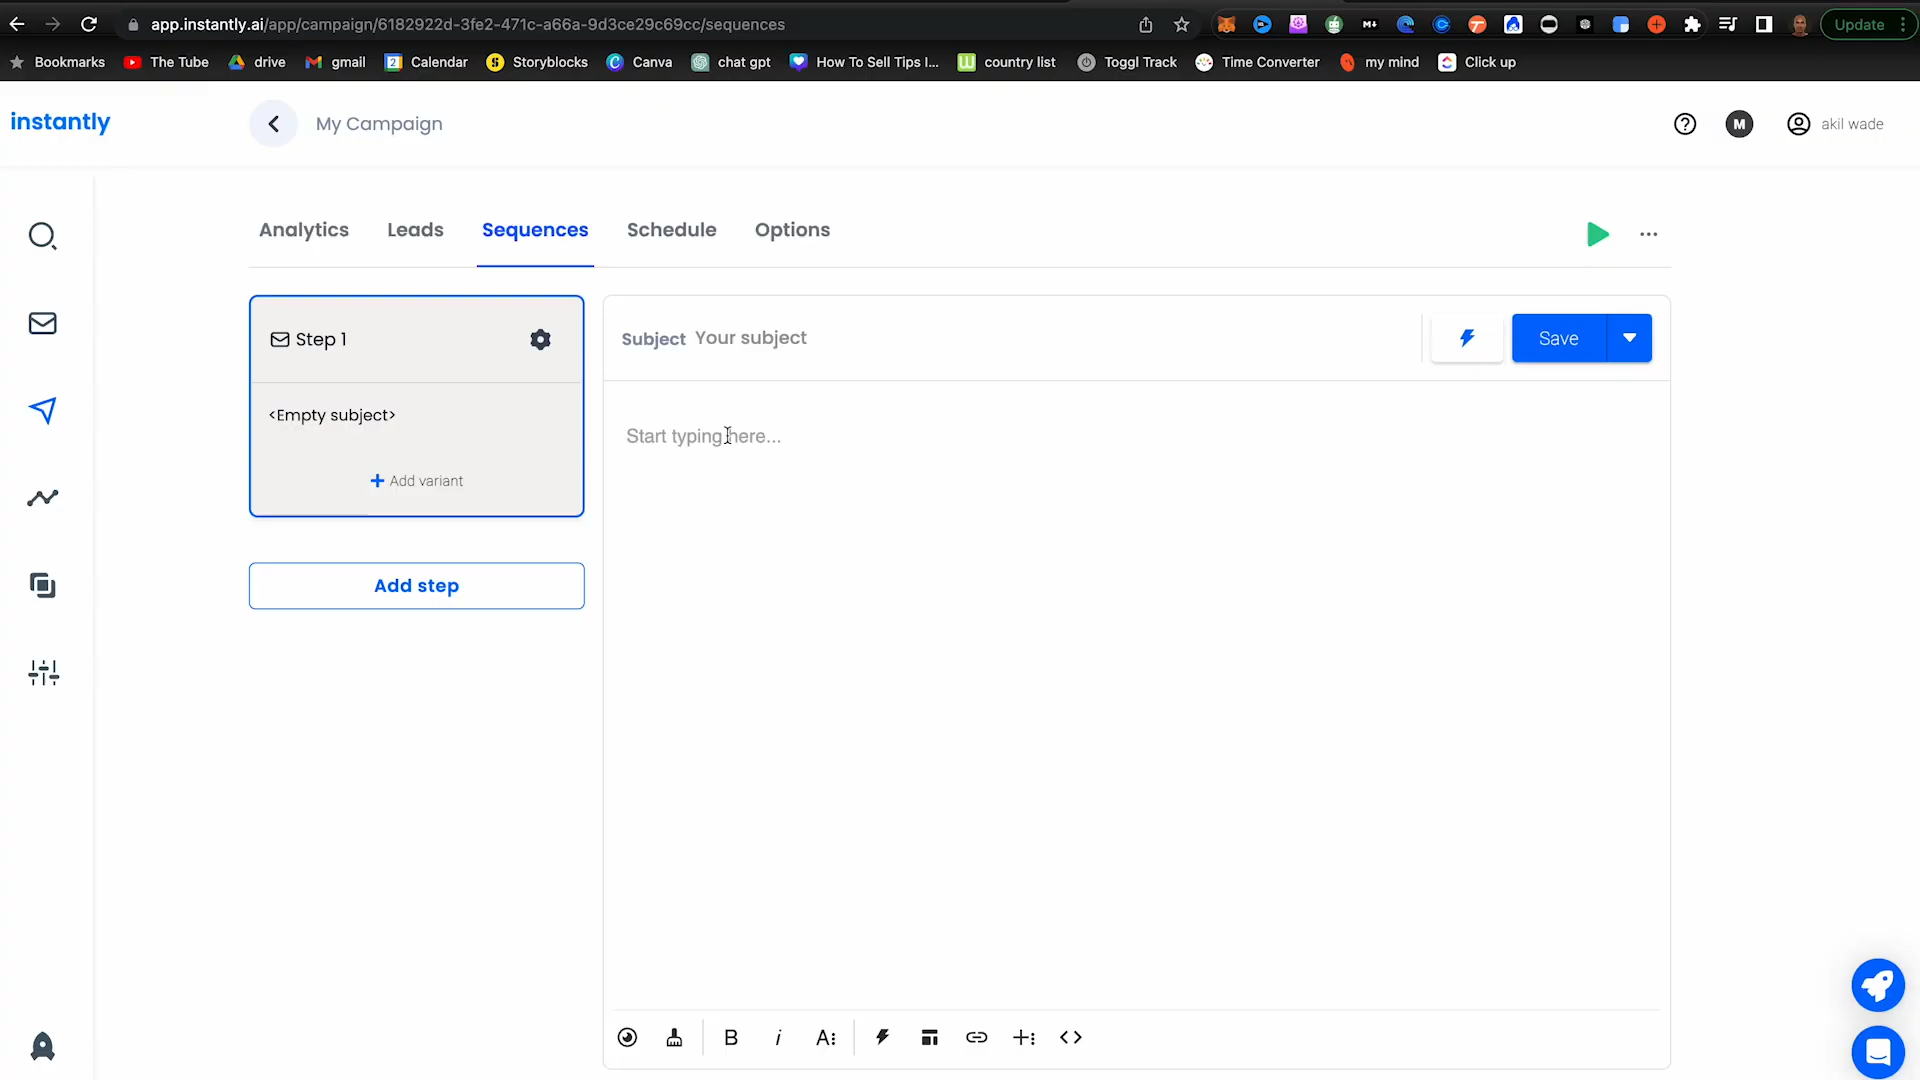 app.instantly.ai/app/campaign/6182922d-3fe2-471c-a66a-9d3ce29c69cc/sequences
Update
Bookmarks The Tube drive gmail Calendar Storyblocks Canva chat gpt How To Sell Tips I... country list Toggl Track Time Converter my mind Click up
instantly My Campaign M akil wade
Analytics Leads Sequences Schedule Options
Step 1
<Empty subject>
Add variant
Add step
Subject Your subject Save
Start typing here...
B i A